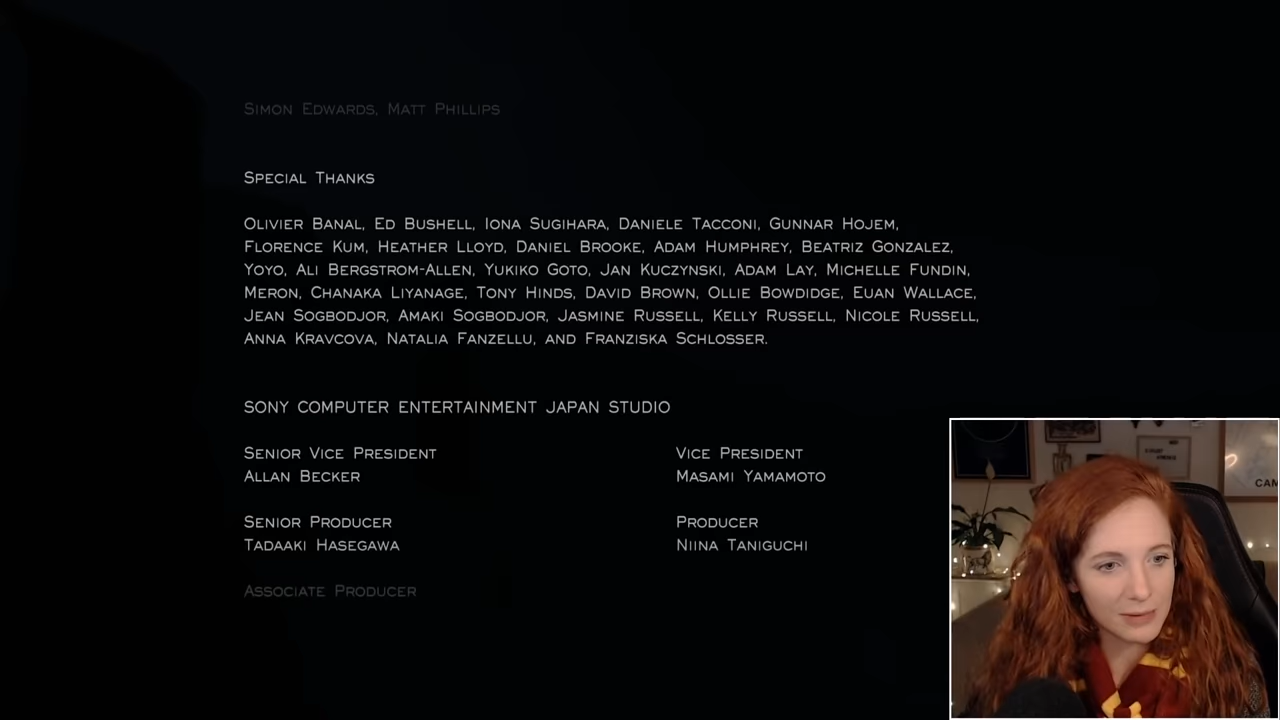 Simon Edwards, Matt Phillips
Special Thanks
Olivier Banal, Ed Bushell, Iona Sugihara, Daniele Tacconi, Gunnar Hojem,
Florence Kum, Heather Lloyd, Daniel Brooke, Adam Humphrey, Beatriz Gonzalez,
Yoyo, Ali Bergstrom-Allen, Yukiko Goto, Jan Kuczynski, Adam Lay, Michelle Fundin,
Meron, Chanaka Liyanage, Tony Hinds, David Brown, Ollie Bowdidge, Euan Wallace,
Jean Sogbodjor, Amaki Sogbodjor, Jasmine Russell, Kelly Russell, Nicole Russell,
Anna Kravcova, Natalia Fanzellu, and Franziska Schlosser.
SONY COMPUTER ENTERTAINMENT JAPAN STUDIO
Senior Vice President
Allan Becker
Vice President
Masami Yamamoto
Senior Producer
Tadaaki Hasegawa
Producer
Niina Taniguchi
Associate Producer
CAM